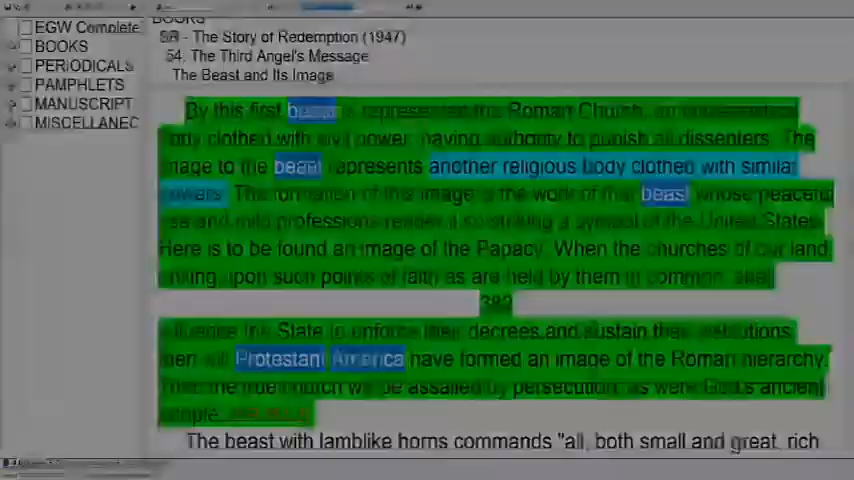 BOOKS
EGW Complete
BOOKS
PERIODICALS
PAMPHLETS
MANUSCRIPT
MISCELLANEC
SR - The Story of Redemption (1947)
54. The Third Angel's Message
The Beast and Its Image
By this first beast is represented the Roman Church, an
body clothed with civil power, having authority to punish all dissenters. The
image to the beast represents another religious body clothed with similar
powers. The formation of this image is the work of that beast whose peaceful
rise and mild professions render it so striking a symbol of the United States.
Here is to be found an image of the Papacy. When the churches of our land,
uniting upon such points of faith as are held by them in common, shall
382
influence the State to enforce their decrees and sustain their institutions,
then will Protestant America have formed an image of the Roman hierarchy.
Then the true church will be assailed by persecution, as were God's ancient
people.
The beast with lamblike horns commands "all, both small and great, rich